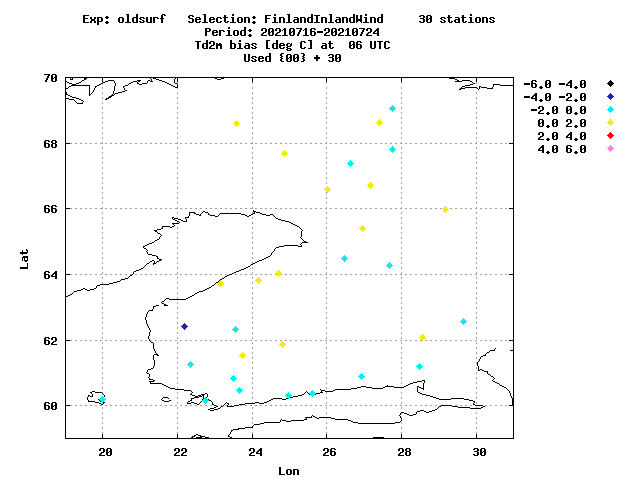 Exp: oldsurf   Selection: FinlandInlandWind     30 stations
Period: 20210716-20210724
Td2m bias [deg C] at  06 UTC
Used {00} + 30
-6.0 -4.0
-4.0 -2.0
-2.0 0.0
0.0 2.0
2.0 4.0
4.0 6.0
70
68
66
64
62
60
Lat
20 22 24 26 28 30
Lon